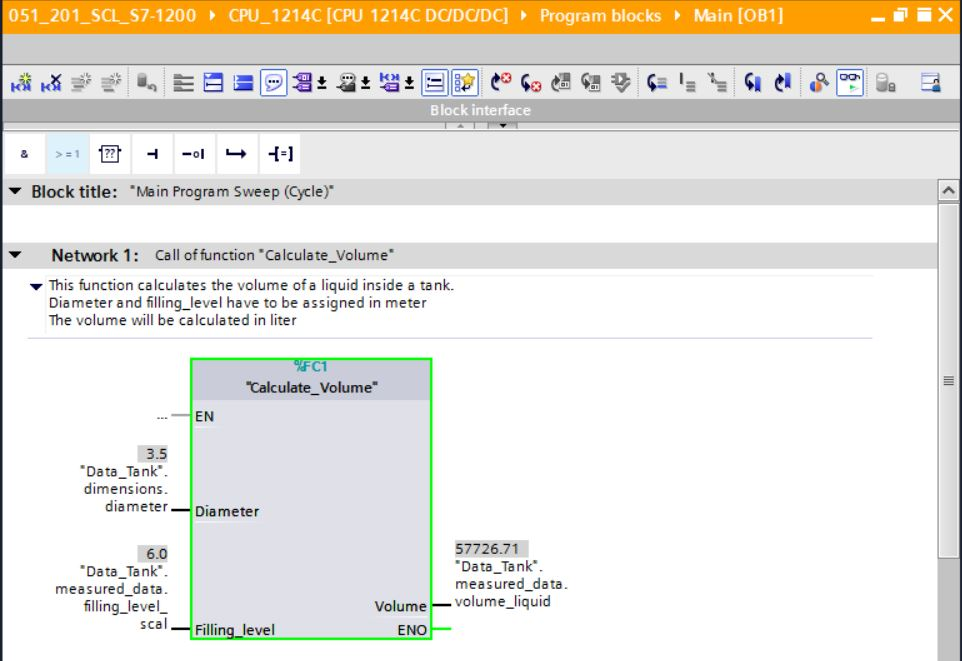 051_201_SCL_S7-1200 ▸ CPU_1214C [CPU 1214C DC/DC/DC] ▸ Program blocks ▸ Main [OB1]
Block interface
& >=1 ??
Block title: "Main Program Sweep (Cycle)"
Network 1: Call of function "Calculate_Volume"
This function calculates the volume of a liquid inside a tank.
Diameter and filling_level have to be assigned in meter
The volume will be calculated in liter
%FC1
"Calculate_Volume"
... EN
3.5
"Data_Tank".
dimensions.
diameter
Diameter
6.0
"Data_Tank".
measured_data.
filling_level_
scal
Filling_level
57726.71
"Data_Tank".
measured_data.
volume_liquid
Volume
ENO